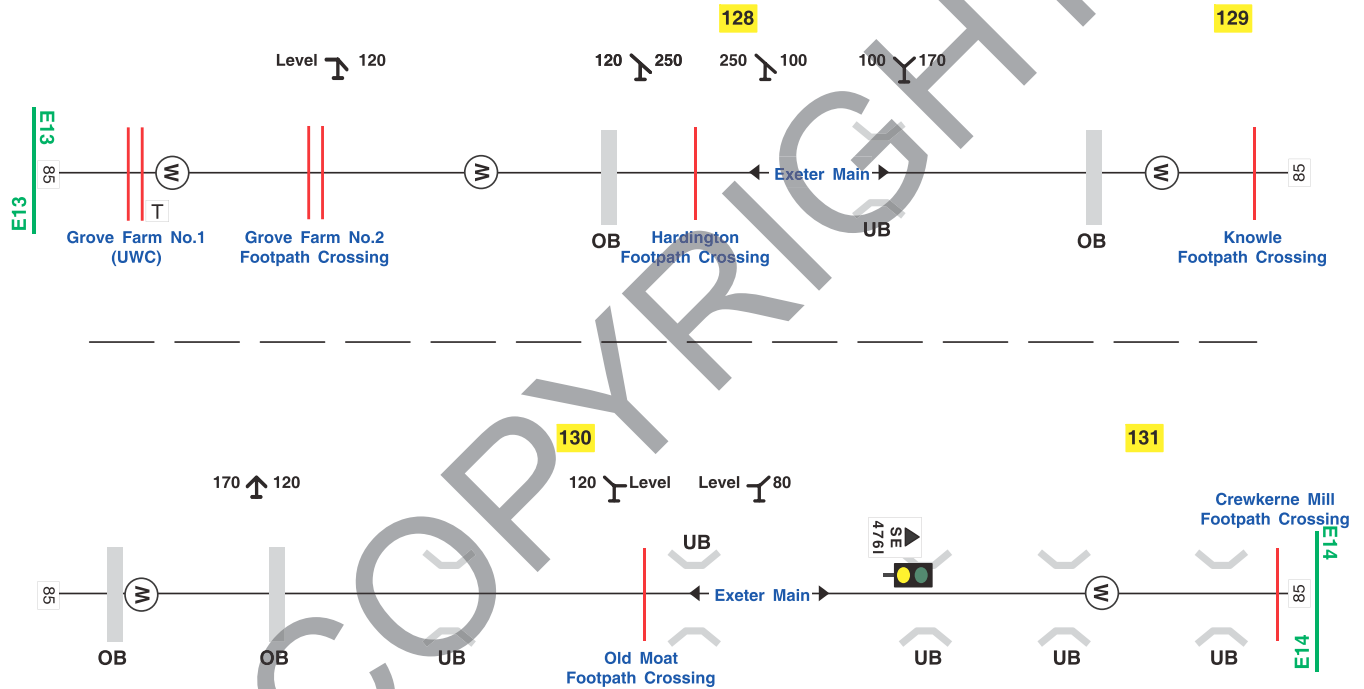 128
129
Level 120
120 250
250 100
100 170
E13
E13
85
W
W
W
85
T
Exeter Main
Grove Farm No.1
(UWC)
Grove Farm No.2
Footpath Crossing
OB
Hardington
Footpath Crossing
UB
OB
Knowle
Footpath Crossing
130
131
170 120
120 Level
Level 80
Crewkerne Mill
Footpath Crossing
SE
476I
UB
E14
E14
85
W
Exeter Main
W
85
OB
OB
UB
Old Moat
Footpath Crossing
UB
UB
UB
COPYRIGHT